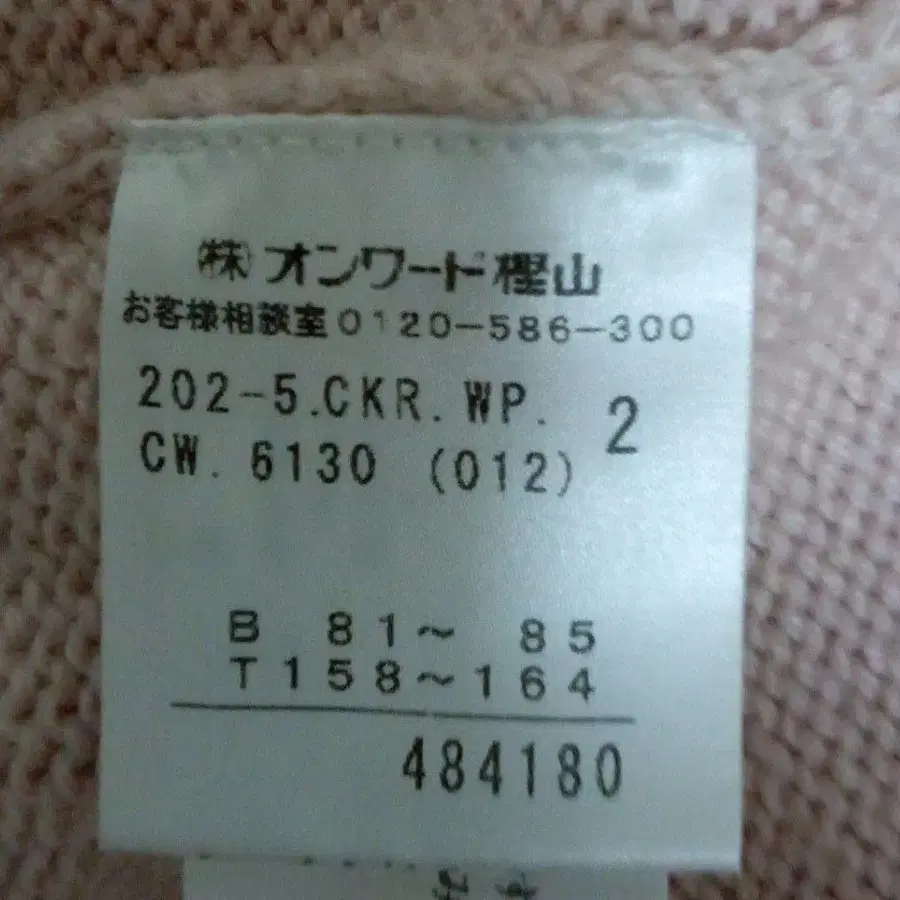 ㈱オンワード樫山
お客様相談室0120-586-300
202-5.CKR.WP. 2
CW. 6130 (012)
B 81～ 85
T158～164
484180